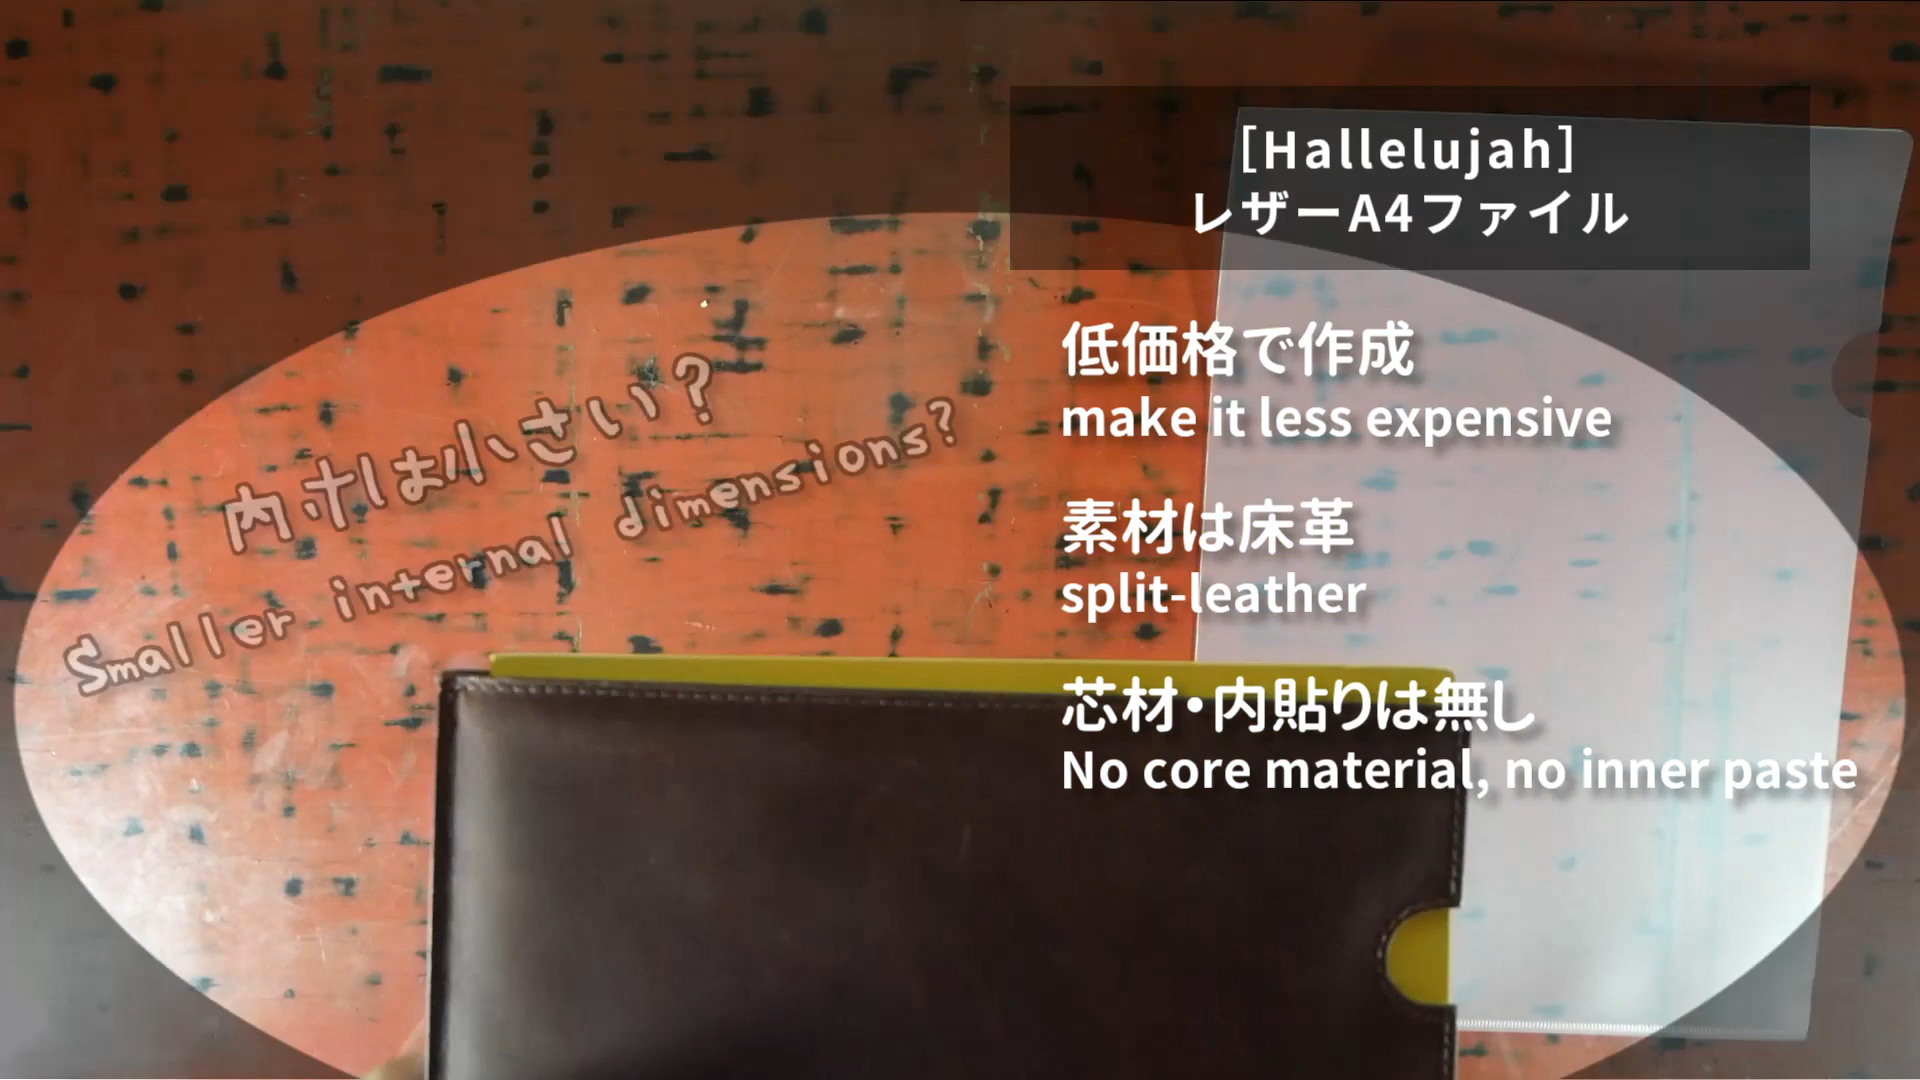 [Hallelujah]
レザーA4ファイル
低価格で作成
make it less expensive
素材は床革
split-leather
芯材・内貼りは無し
No core material, no inner paste
内寸は小さい？
Smaller internal dimensions?